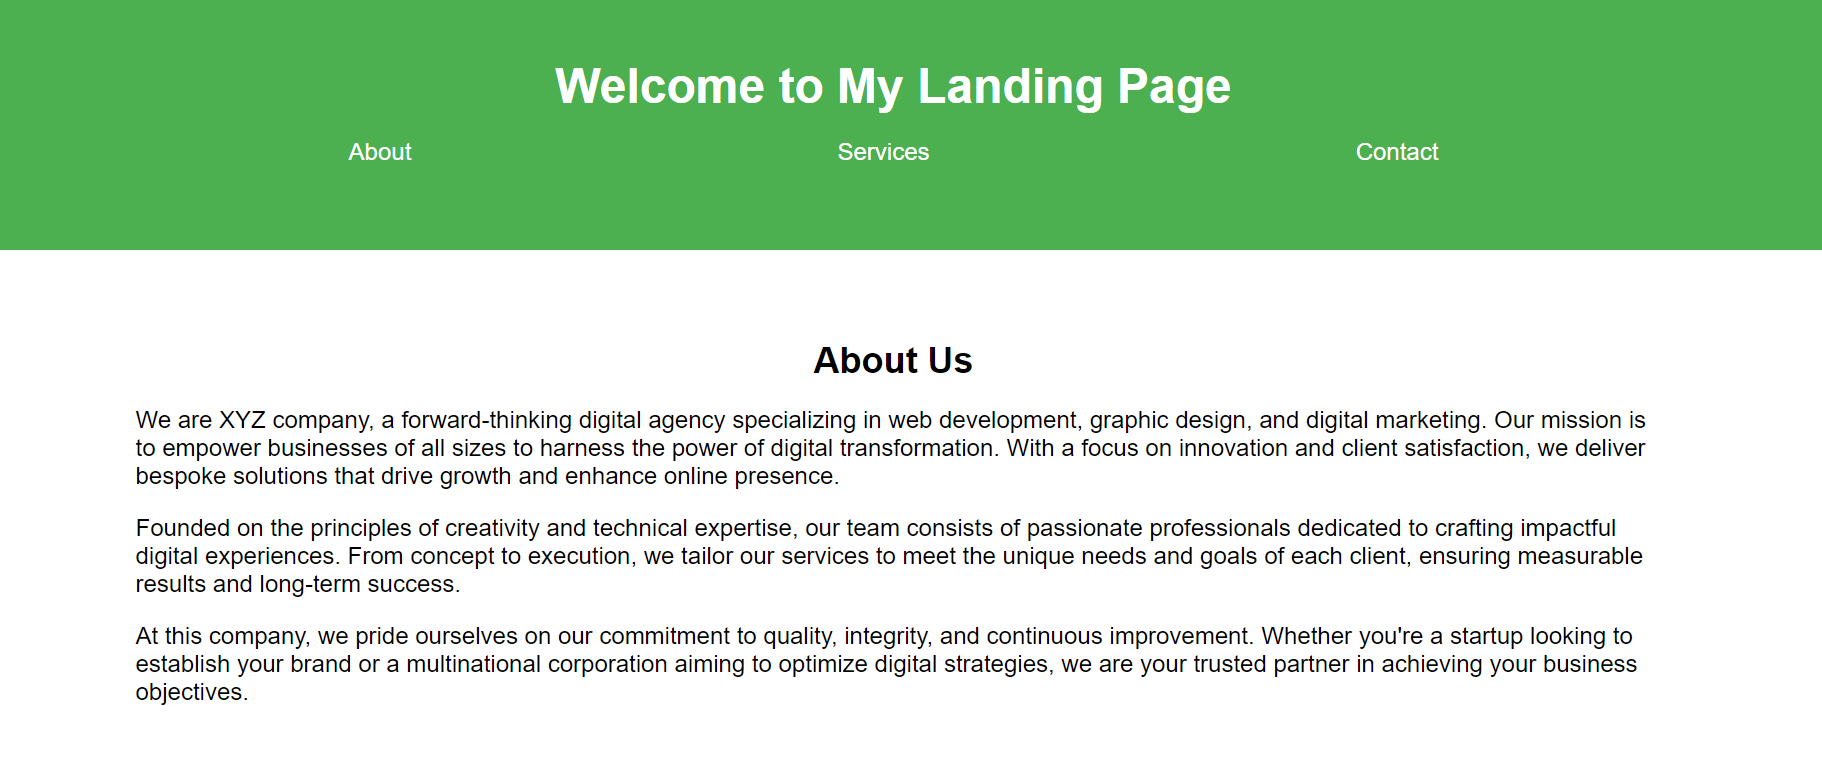 Welcome to My Landing Page
About Services Contact
About Us
We are XYZ company, a forward-thinking digital agency specializing in web development, graphic design, and digital marketing. Our mission is
to empower businesses of all sizes to harness the power of digital transformation. With a focus on innovation and client satisfaction, we deliver
bespoke solutions that drive growth and enhance online presence.
Founded on the principles of creativity and technical expertise, our team consists of passionate professionals dedicated to crafting impactful
digital experiences. From concept to execution, we tailor our services to meet the unique needs and goals of each client, ensuring measurable
results and long-term success.
At this company, we pride ourselves on our commitment to quality, integrity, and continuous improvement. Whether you're a startup looking to
establish your brand or a multinational corporation aiming to optimize digital strategies, we are your trusted partner in achieving your business
objectives.